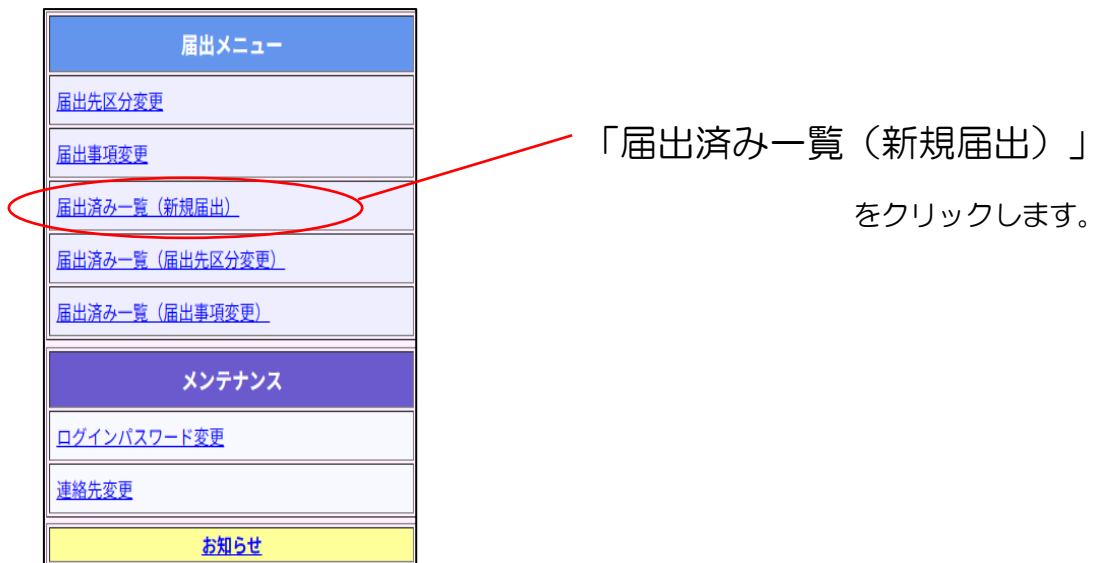 届出メニュー
届出先区分変更
届出事項変更
届出済み一覧（新規届出）
届出済み一覧（届出先区分変更）
届出済み一覧（届出事項変更）
メンテナンス
ログインパスワード変更
連絡先変更
お知らせ
「届出済み一覧（新規届出）」
をクリックします。